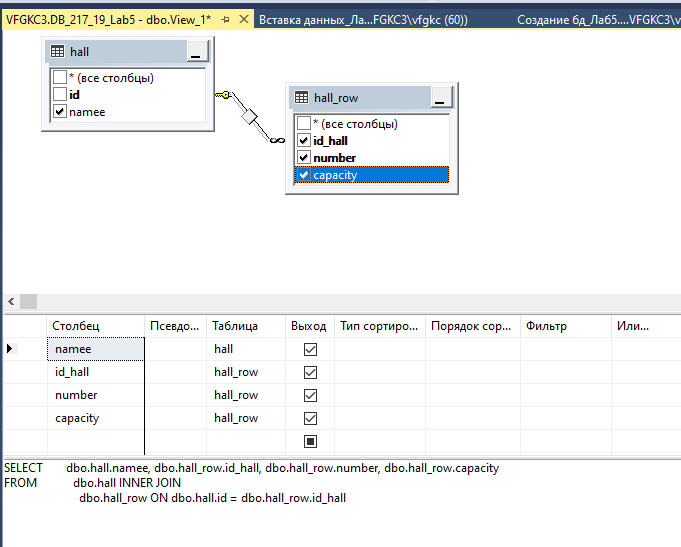 VFGKC3.DB_217_19_Lab5 - dbo.View_1*
Вставка данных_Ла...FGKC3\vfgkc (60))
Создание бд_Лаб5....VFGKC3\v
hall
* (все столбцы)
id
namee
hall_row
* (все столбцы)
id_hall
number
capacity
Столбец Псевдо... Таблица Выход Тип сортиро... Порядок сор... Фильтр Или...
namee hall
id_hall hall_row
number hall_row
capacity hall_row
SELECT dbo.hall.namee, dbo.hall_row.id_hall, dbo.hall_row.number, dbo.hall_row.capacity
FROM dbo.hall INNER JOIN
dbo.hall_row ON dbo.hall.id = dbo.hall_row.id_hall